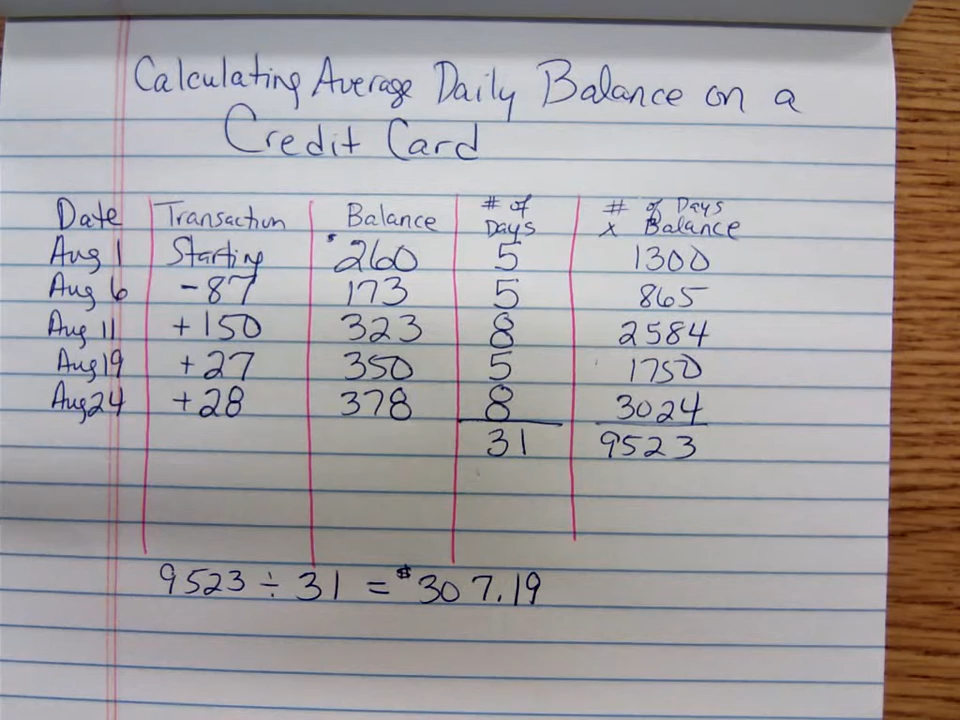 Calculating Average Daily Balance on a
Credit Card
Date Transaction Balance # of Days # of Days x Balance
Aug 1 Starting 260 5 1300
Aug 6 -87 173 5 865
Aug 11 +150 323 8 2584
Aug 19 +27 350 5 1750
Aug 24 +28 378 8 3024
31 9523
9523 ÷ 31 = $307.19